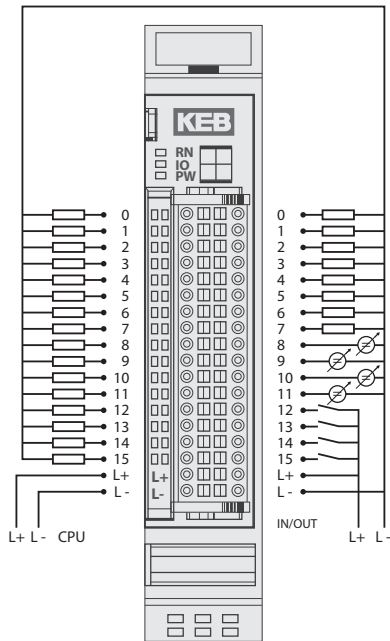 KEB
RN
IO
PW
0 0
1 1
2 2
3 3
4 4
5 5
6 6
7 7
8 8
9 9
10 10
11 11
12 12
13 13
14 14
15 15
L+ L+ L+
L - L- L -
IN/OUT
L+ L - CPU L+ L -